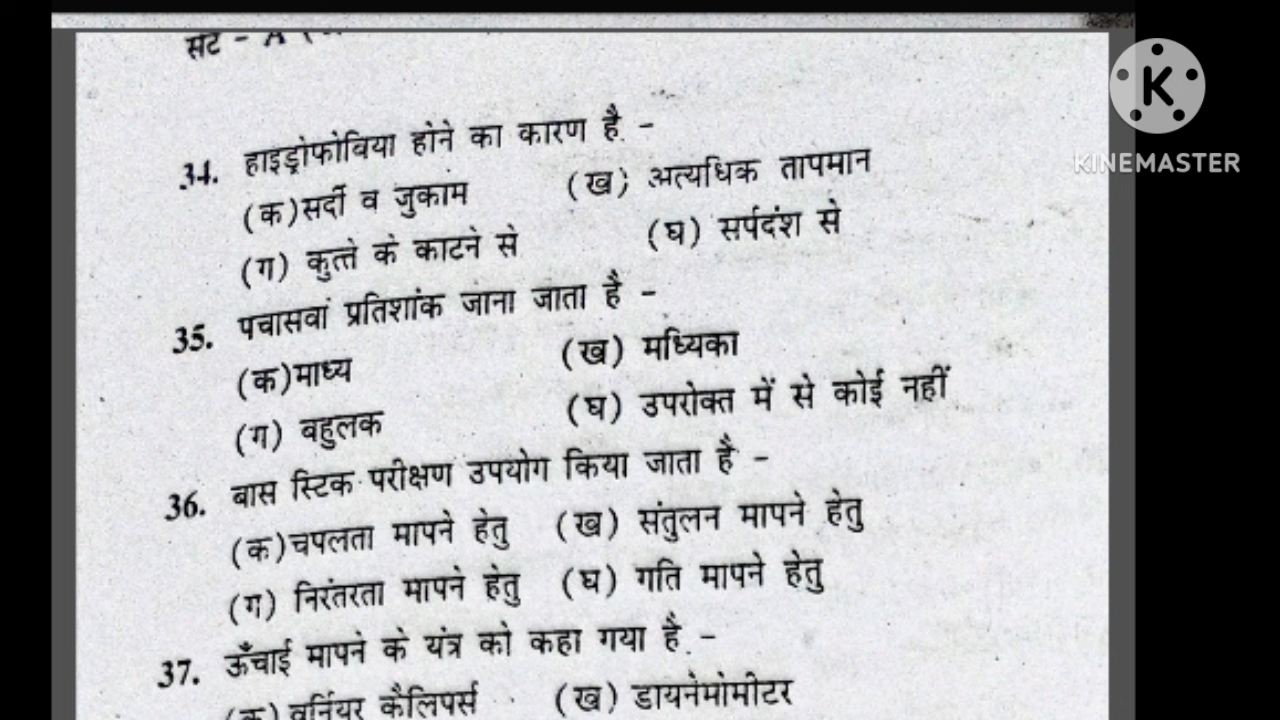 सेट - A
34. हाइड्रोफोबिया होने का कारण है. -
(क)सर्दी व जुकाम (ख) अत्यधिक तापमान
(ग) कुत्ते के काटने से (घ) सर्पदंश से
35. पचासवां प्रतिशांक जाना जाता है -
(क)माध्य (ख) मध्यिका
(ग) बहुलक (घ) उपरोक्त में से कोई नहीं
36. बास स्टिक परीक्षण उपयोग किया जाता है -
(क)चपलता मापने हेतु (ख) संतुलन मापने हेतु
(ग) निरंतरता मापने हेतु (घ) गति मापने हेतु
37. ऊँचाई मापने के यंत्र को कहा गया है. -
(क) वर्नियर कैलिपर्स (ख) डायनेमोमीटर
K
KINEMASTER